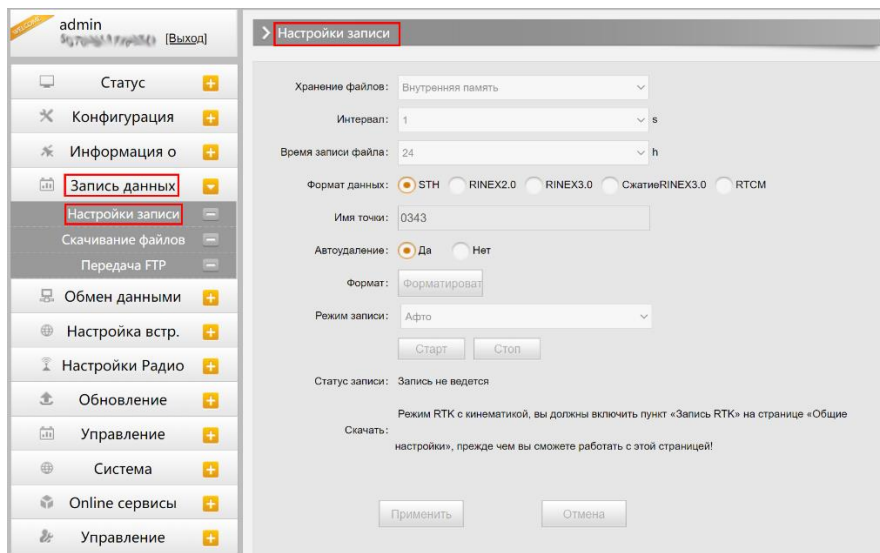 WELCOME
admin
[Выход]
Статус
Конфигурация
Информация о
Запись данных
Настройки записи
Скачивание файлов
Передача FTP
Обмен данными
Настройка встр.
Настройки Радио
Обновление
Управление
Система
Online сервисы
Управление
Настройки записи
Хранение файлов: Внутренняя память
Интервал: 1 s
Время записи файла: 24 h
Формат данных: STH RINEX2.0 RINEX3.0 СжатиеRINEX3.0 RTCM
Имя точки: 0343
Автоудаление: Да Нет
Формат: Форматироват
Режим записи: Афто
Старт Стоп
Статус записи: Запись не ведется
Скачать: Режим RTK с кинематикой, вы должны включить пункт «Запись RTK» на странице «Общие
настройки», прежде чем вы сможете работать с этой страницей!
Применить Отмена